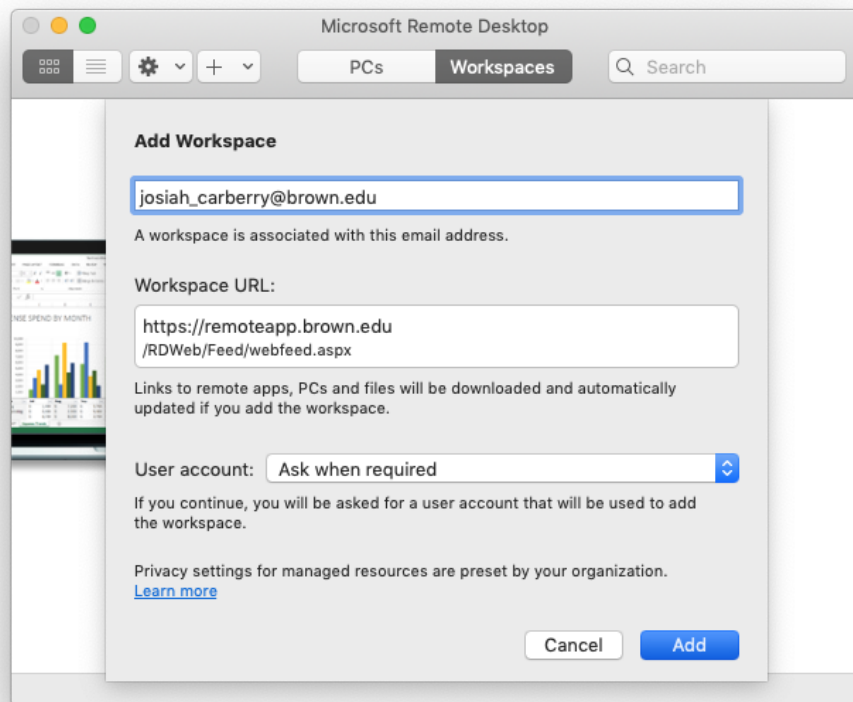 Microsoft Remote Desktop
PCs
Workspaces
Search
Add Workspace
josiah_carberry@brown.edu
A workspace is associated with this email address.
Workspace URL:
https://remoteapp.brown.edu
/RDWeb/Feed/webfeed.aspx
Links to remote apps, PCs and files will be downloaded and automatically
updated if you add the workspace.
User account: Ask when required
If you continue, you will be asked for a user account that will be used to add
the workspace.
Privacy settings for managed resources are preset by your organization.
Learn more
Cancel
Add
SPEND BY MONTH